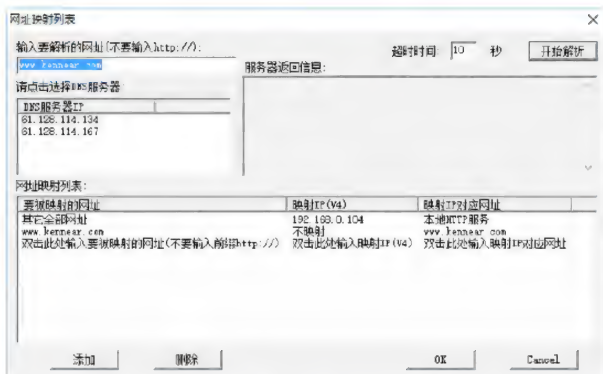 网址映射列表
输入要解析的网址(不要输入http://):
www.kennear.com
超时时间 10 秒 开始解析
服务器返回信息:
请点击选择DNS服务器
DNS服务器IP
61.128.114.134
61.128.114.167
网址映射列表:
要被映射的网址 映射IP(V4) 映射IP对应网址
其它全部网址 192.168.0.104 本地HTTP服务
www.kennear.com 不映射 www.kennear.com
双击此处输入要被映射的网址(不要输入前缀http://) 双击此处输入映射IP(V4) 双击此处输入映射IP对应网址
添加 删除 OK Cancel